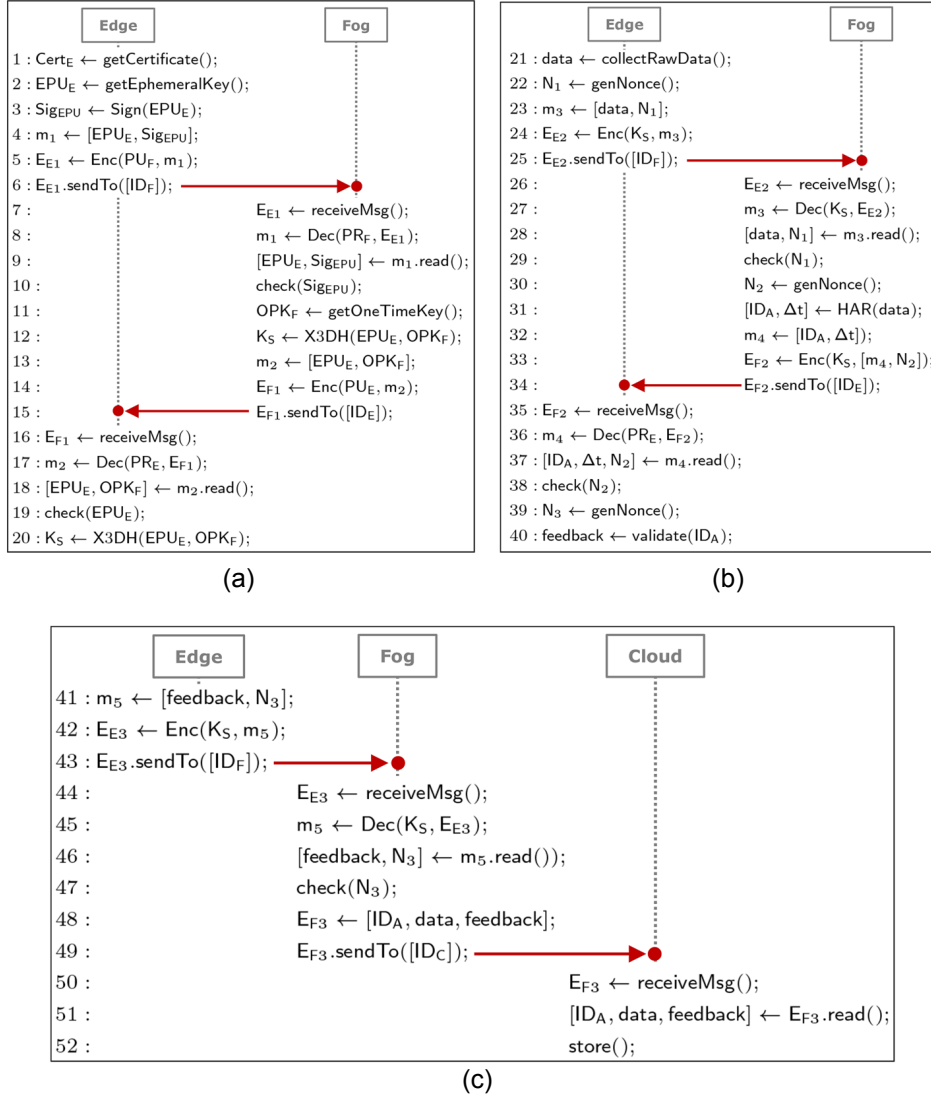 Edge Fog
1 : Cert_E ← getCertificate();
2 : EPU_E ← getEphemeralKey();
3 : Sig_EPU ← Sign(EPU_E);
4 : m_1 ← [EPU_E, Sig_EPU];
5 : E_E1 ← Enc(PU_F, m_1);
6 : E_E1.sendTo([ID_F]);
7 : E_E1 ← receiveMsg();
8 : m_1 ← Dec(PR_F, E_E1);
9 : [EPU_E, Sig_EPU] ← m_1.read();
10 : check(Sig_EPU);
11 : OPK_F ← getOneTimeKey();
12 : K_S ← X3DH(EPU_E, OPK_F);
13 : m_2 ← [EPU_E, OPK_F];
14 : E_F1 ← Enc(PU_E, m_2);
15 : E_F1.sendTo([ID_E]);
16 : E_F1 ← receiveMsg();
17 : m_2 ← Dec(PR_E, E_F1);
18 : [EPU_E, OPK_F] ← m_2.read();
19 : check(EPU_E);
20 : K_S ← X3DH(EPU_E, OPK_F);
(a)
Edge Fog
21 : data ← collectRawData();
22 : N_1 ← genNonce();
23 : m_3 ← [data, N_1];
24 : E_E2 ← Enc(K_S, m_3);
25 : E_E2.sendTo([ID_F]);
26 : E_E2 ← receiveMsg();
27 : m_3 ← Dec(K_S, E_E2);
28 : [data, N_1] ← m_3.read();
29 : check(N_1);
30 : N_2 ← genNonce();
31 : [ID_A, Δt] ← HAR(data);
32 : m_4 ← [ID_A, Δt]);
33 : E_F2 ← Enc(K_S, [m_4, N_2]);
34 : E_F2.sendTo([ID_E]);
35 : E_F2 ← receiveMsg();
36 : m_4 ← Dec(PR_E, E_F2);
37 : [ID_A, Δt, N_2] ← m_4.read();
38 : check(N_2);
39 : N_3 ← genNonce();
40 : feedback ← validate(ID_A);
(b)
Edge Fog Cloud
41 : m_5 ← [feedback, N_3];
42 : E_E3 ← Enc(K_S, m_5);
43 : E_E3.sendTo([ID_F]);
44 : E_E3 ← receiveMsg();
45 : m_5 ← Dec(K_S, E_E3);
46 : [feedback, N_3] ← m_5.read());
47 : check(N_3);
48 : E_F3 ← [ID_A, data, feedback];
49 : E_F3.sendTo([ID_C]);
50 : E_F3 ← receiveMsg();
51 : [ID_A, data, feedback] ← E_F3.read();
52 : store();
(c)